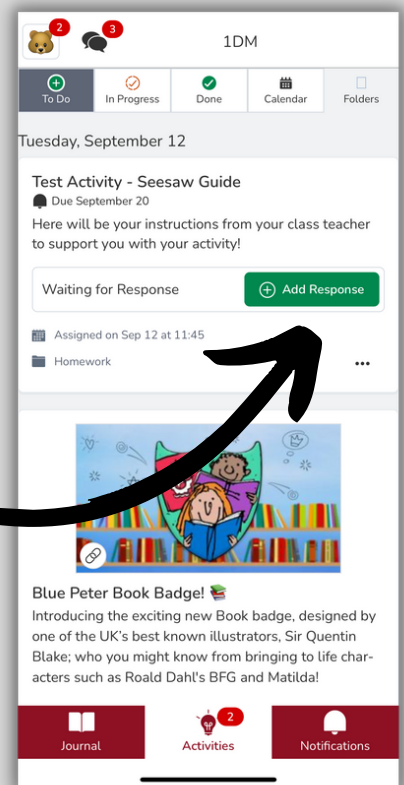 2
3
1DM
To Do
In Progress
Done
Calendar
Folders
Tuesday, September 12
Test Activity - Seesaw Guide
Due September 20
Here will be your instructions from your class teacher
to support you with your activity!
Waiting for Response
Add Response
Assigned on Sep 12 at 11:45
Homework
Blue Peter Book Badge! 📚
Introducing the exciting new Book badge, designed by
one of the UK's best known illustrators, Sir Quentin
Blake; who you might know from bringing to life char-
acters such as Roald Dahl's BFG and Matilda!
Journal
2
Activities
Notifications